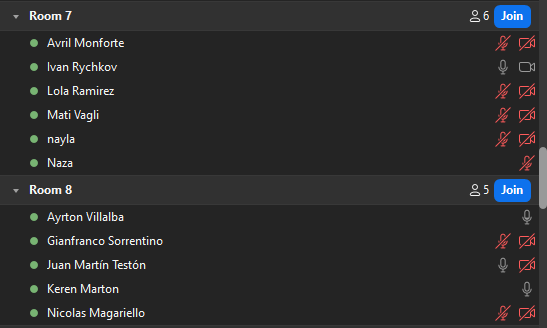 Room 7 6 Join
Avril Monforte
Ivan Rychkov
Lola Ramirez
Mati Vagli
nayla
Naza
Room 8 5 Join
Ayrton Villalba
Gianfranco Sorrentino
Juan Martín Testón
Keren Marton
Nicolas Magariello